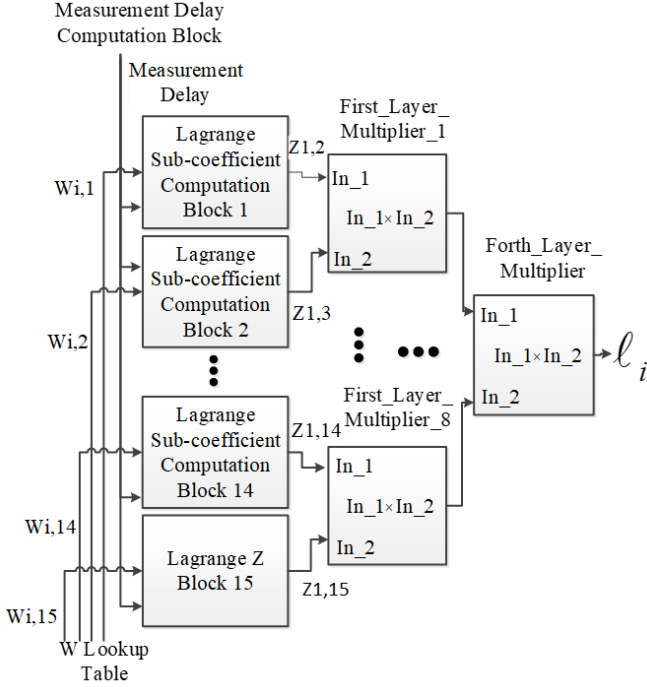 Measurement Delay
Computation Block
Measurement
Delay
First_Layer_
Multiplier_1
Lagrange
Sub-coefficient
Computation
Block 1
Z1,2
In_1
In_1×In_2
In_2
Wi,1
Forth_Layer_
Multiplier
Lagrange
Sub-coefficient
Computation
Block 2
Z1,3
Wi,2
In_1
In_1×In_2
In_2
ℓ i
First_Layer_
Multiplier_8
Lagrange
Sub-coefficient
Computation
Block 14
Z1,14
In_1
In_1×In_2
In_2
Wi,14
Lagrange Z
Block 15
Z1,15
Wi,15
W Lookup
Table